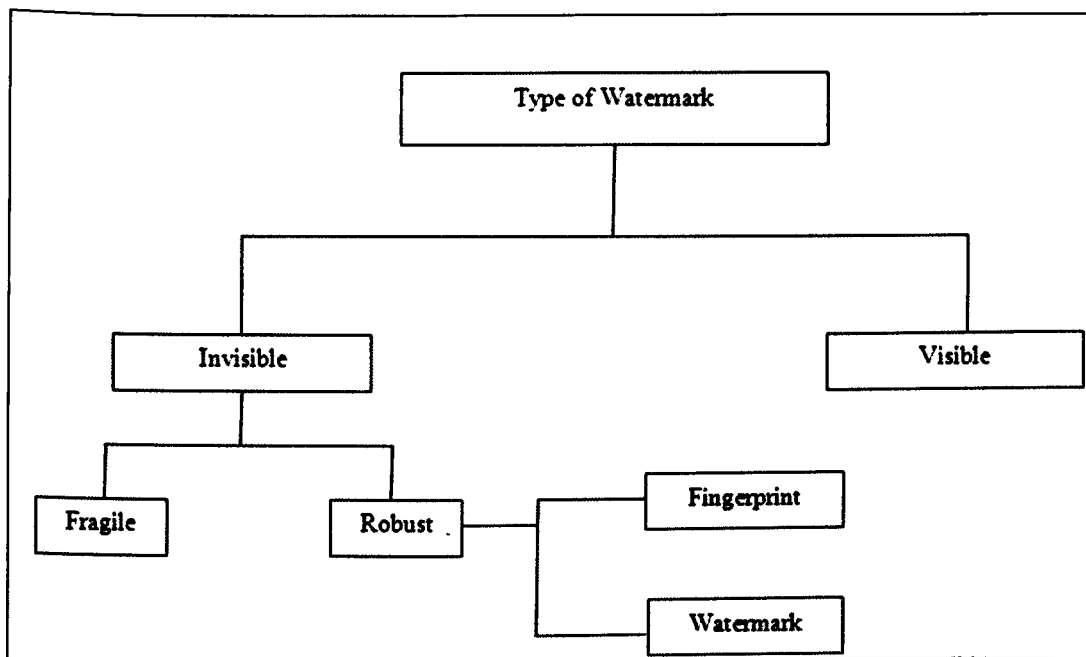 Type of Watermark
Invisible
Visible
Fragile
Robust
Fingerprint
Watermark